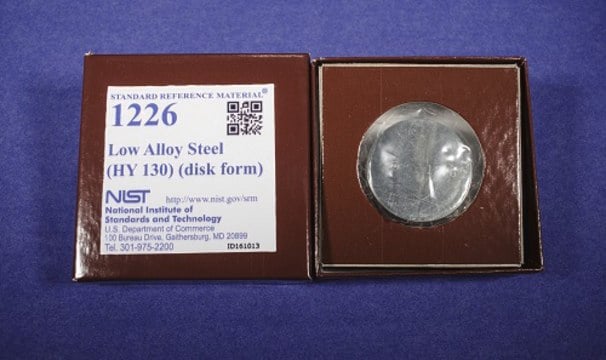 STANDARD REFERENCE MATERIAL®
1226
Low Alloy Steel
(HY 130) (disk form)
NIST http://www.nist.gov/srm
National Institute of
Standards and Technology
U.S. Department of Commerce
100 Bureau Drive, Gaithersburg, MD 20899
Tel. 301-975-2200
ID161013